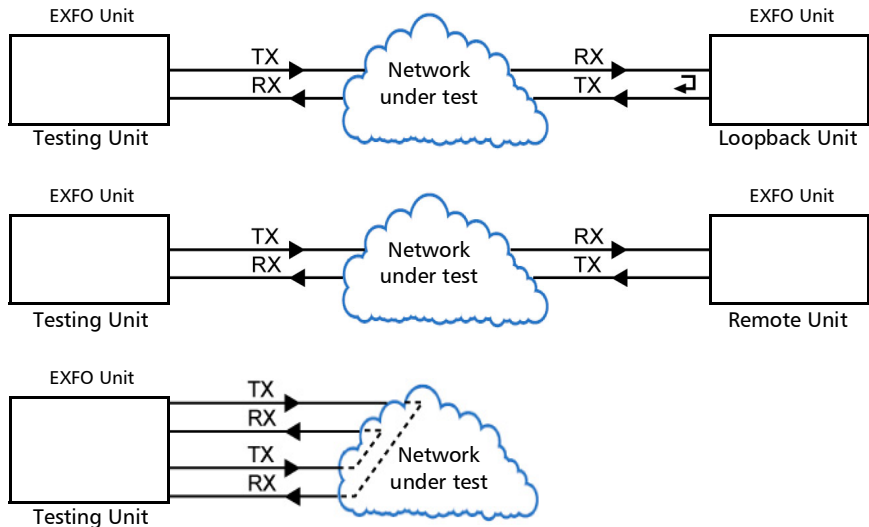 EXFO Unit
EXFO Unit
TX
RX
Network
under test
RX
TX
Testing Unit
Loopback Unit
EXFO Unit
EXFO Unit
TX
RX
Network
under test
RX
TX
Testing Unit
Remote Unit
EXFO Unit
TX
RX
TX
RX
Network
under test
Testing Unit